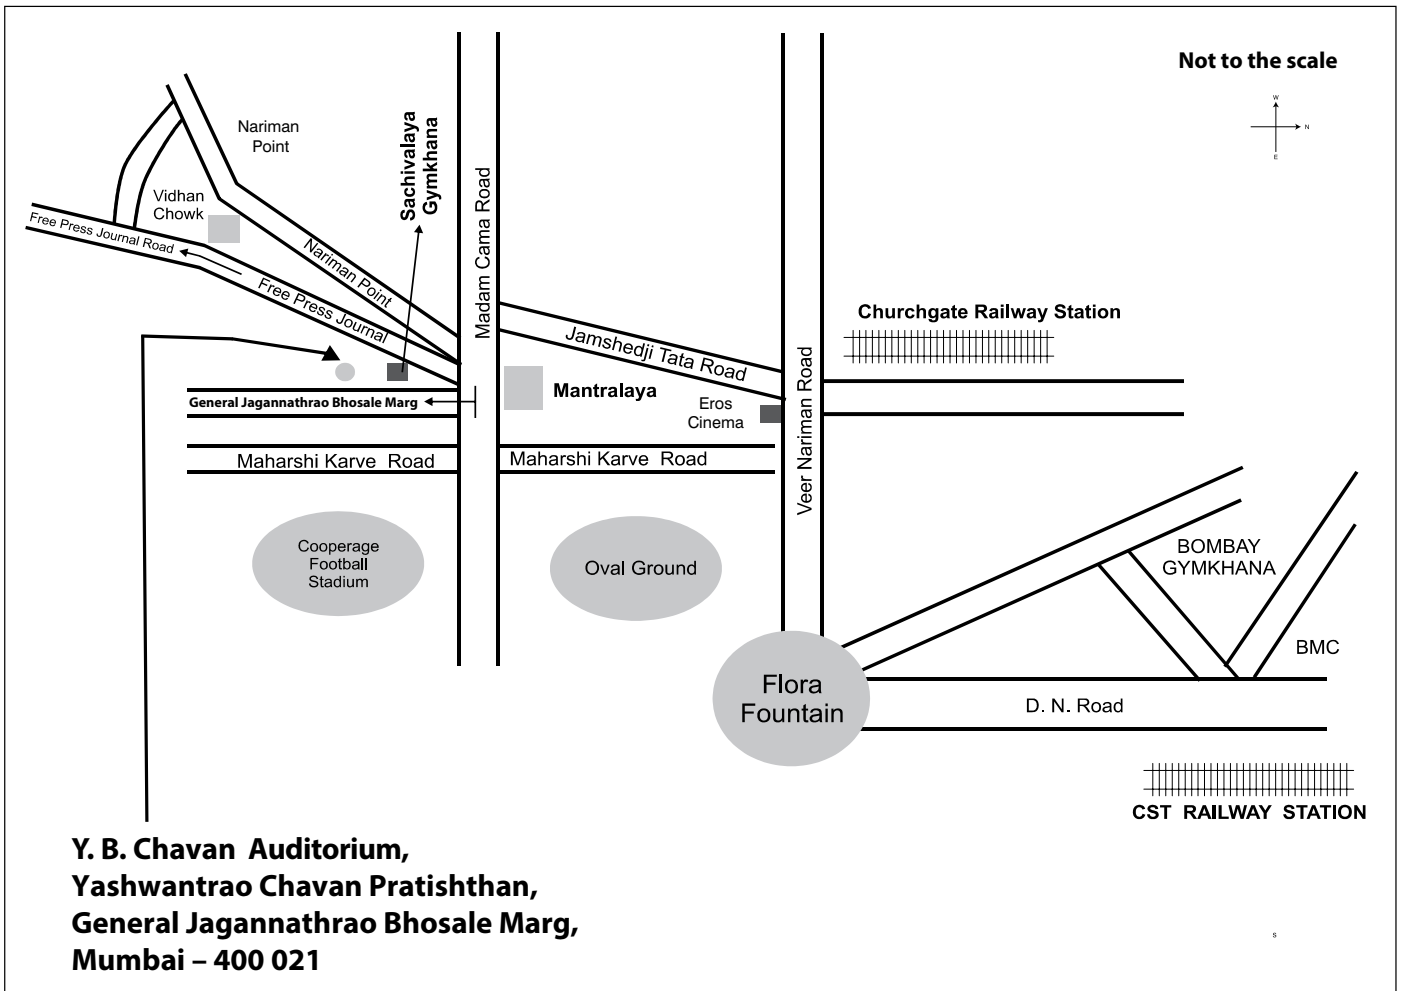 Not to the scale
W
N
E
Nariman
Point
Sachivalaya
Gymkhana
Madam Cama Road
Vidhan
Chowk
Free Press Journal Road
Nariman Point
Free Press Journal
Jamshedji Tata Road
Churchgate Railway Station
Veer Nariman Road
General Jagannathrao Bhosale Marg
Mantralaya
Eros
Cinema
Maharshi Karve Road
Maharshi Karve Road
Cooperage
Football
Stadium
Oval Ground
BOMBAY
GYMKHANA
BMC
Flora
Fountain
D. N. Road
CST RAILWAY STATION
Y. B. Chavan Auditorium,
Yashwantrao Chavan Pratishthan,
General Jagannathrao Bhosale Marg,
Mumbai – 400 021
S